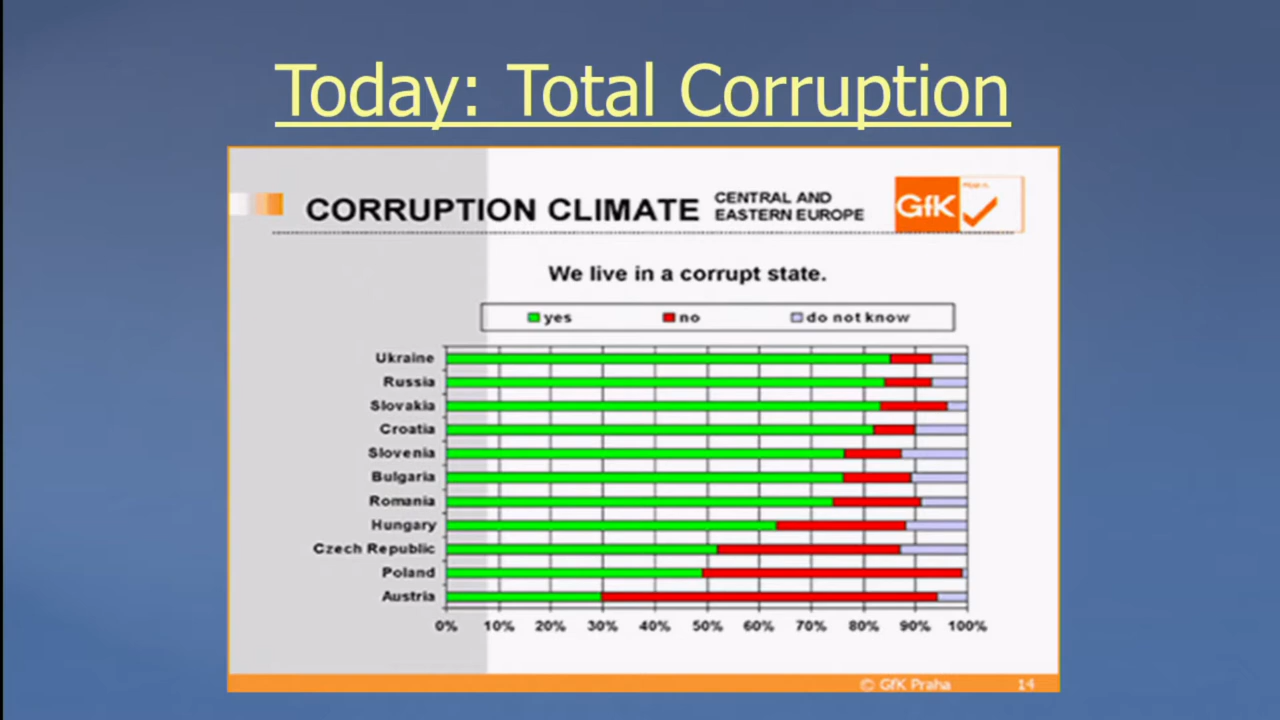 Today: Total Corruption
CORRUPTION CLIMATE
CENTRAL AND
EASTERN EUROPE
GfK
We live in a corrupt state.
yes no do not know
Ukraine
Russia
Slovakia
Croatia
Slovenia
Bulgaria
Romania
Hungary
Czech Republic
Poland
Austria
0% 10% 20% 30% 40% 50% 60% 70% 80% 90% 100%
© GfK Praha 14